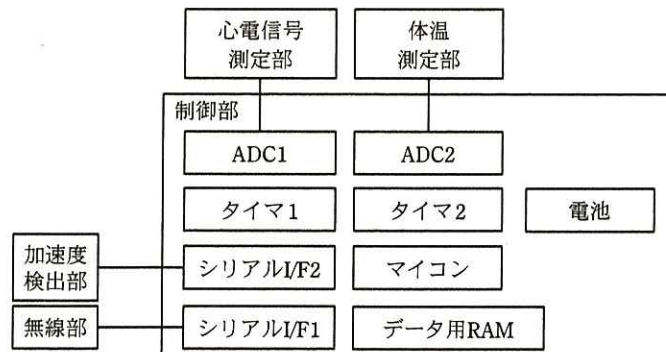 心電信号
測定部
体温
測定部
制御部
ADC1
ADC2
タイマ1
タイマ2
電池
加速度
検出部
シリアルI/F2
マイコン
無線部
シリアルI/F1
データ用RAM